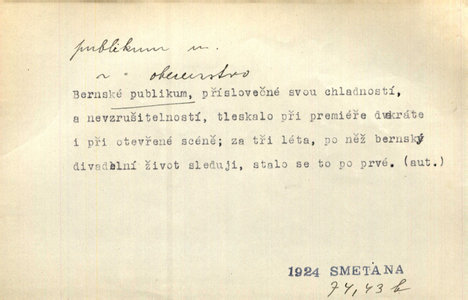 publikum n.
obecenstvo
Bernské publikum, příslovečné svou chladností,
a nevzrušitelností, tleskalo při premiéře dvakráte
i při otevřené scéně; za tři léta, po něž bernský
divadelní život sleduji, stalo se to po prvé. (aut.)
1924 SMETANA
74,43 b